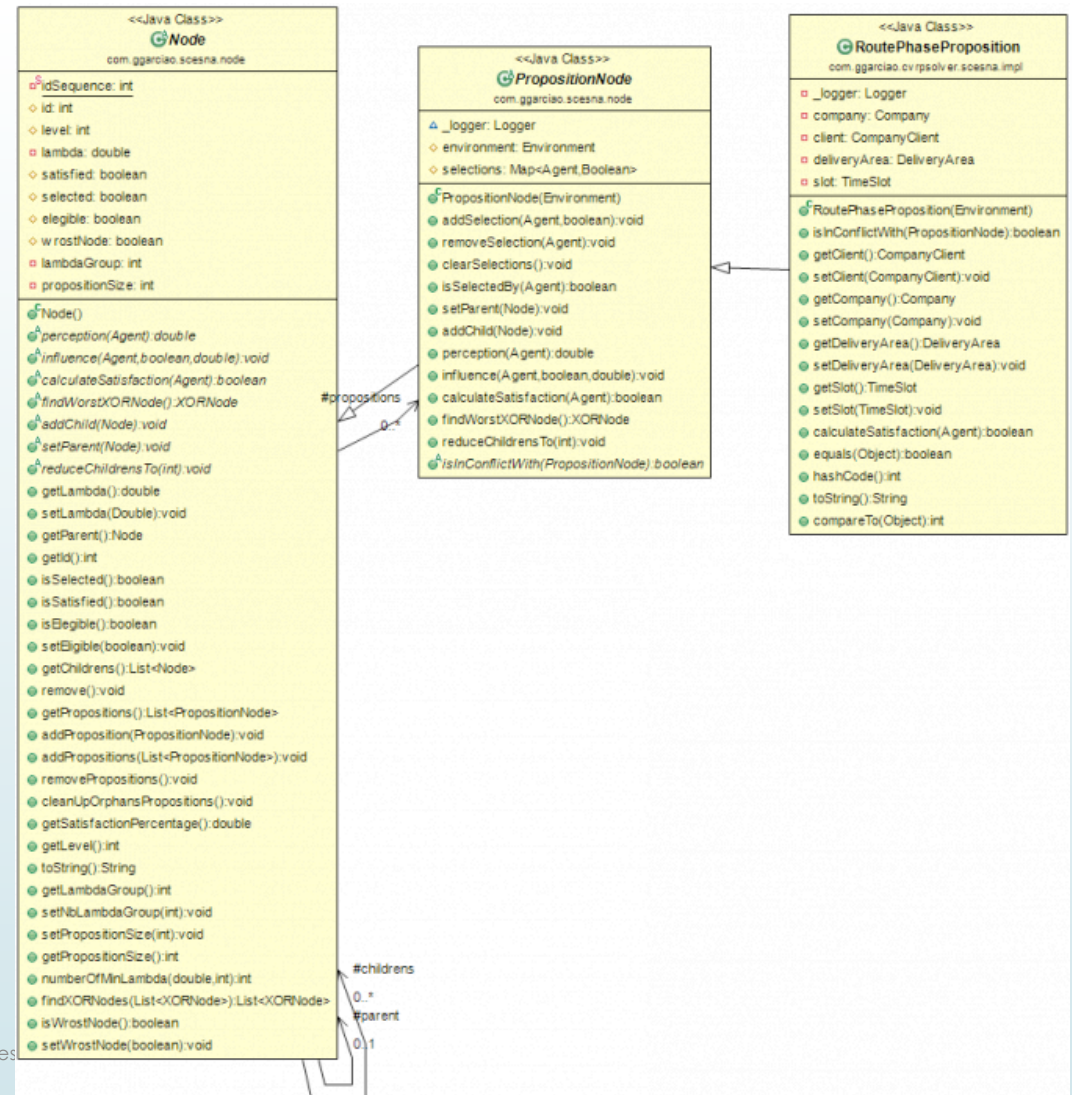 <<Java Class>>
Node
com.ggarciao.scesna.node
idSequence: int
id: int
level: int
lambda: double
satisfied: boolean
selected: boolean
elegible: boolean
wrostNode: boolean
lambdaGroup: int
propositionSize: int
Node()
perception(Agent):double
influence(Agent,boolean,double):void
calculateSatisfaction(Agent):boolean
findWorstXORNode():XORNode
addChild(Node):void
setParent(Node):void
reduceChildrensTo(int):void
getLambda():double
setLambda(Double):void
getParent():Node
getId():int
isSelected():boolean
isSatisfied():boolean
isElegible():boolean
setEligible(boolean):void
getChildrens():List<Node>
remove():void
getPropositions():List<PropositionNode>
addProposition(PropositionNode):void
addPropositions(List<PropositionNode>):void
removePropositions():void
cleanUpOrphansPropositions():void
getSatisfactionPercentage():double
getLevel():int
toString():String
getLambdaGroup():int
setNbLambdaGroup(int):void
setPropositionSize(int):void
getPropositionSize():int
numberOfMinLambda(double,int):int
findXORNodes(List<XORNode>):List<XORNode>
isWrostNode():boolean
setWrostNode(boolean):void
es
#propositions
0..*
#childrens
0..*
#parent
0..1
<<Java Class>>
PropositionNode
com.ggarciao.scesna.node
_logger: Logger
environment: Environment
selections: Map<Agent,Boolean>
PropositionNode(Environment)
addSelection(Agent,boolean):void
removeSelection(Agent):void
clearSelections():void
isSelectedBy(Agent):boolean
setParent(Node):void
addChild(Node):void
perception(Agent):double
influence(Agent,boolean,double):void
calculateSatisfaction(Agent):boolean
findWorstXORNode():XORNode
reduceChildrensTo(int):void
isInConflictWith(PropositionNode):boolean
<<Java Class>>
RoutePhaseProposition
com.ggarciao.cvrpsolver.scesna.impl
_logger: Logger
company: Company
client: CompanyClient
deliveryArea: DeliveryArea
slot: TimeSlot
RoutePhaseProposition(Environment)
isInConflictWith(PropositionNode):boolean
getClient():CompanyClient
setClient(CompanyClient):void
getCompany():Company
setCompany(Company):void
getDeliveryArea():DeliveryArea
setDeliveryArea(DeliveryArea):void
getSlot():TimeSlot
setSlot(TimeSlot):void
calculateSatisfaction(Agent):boolean
equals(Object):boolean
hashCode():int
toString():String
compareTo(Object):int